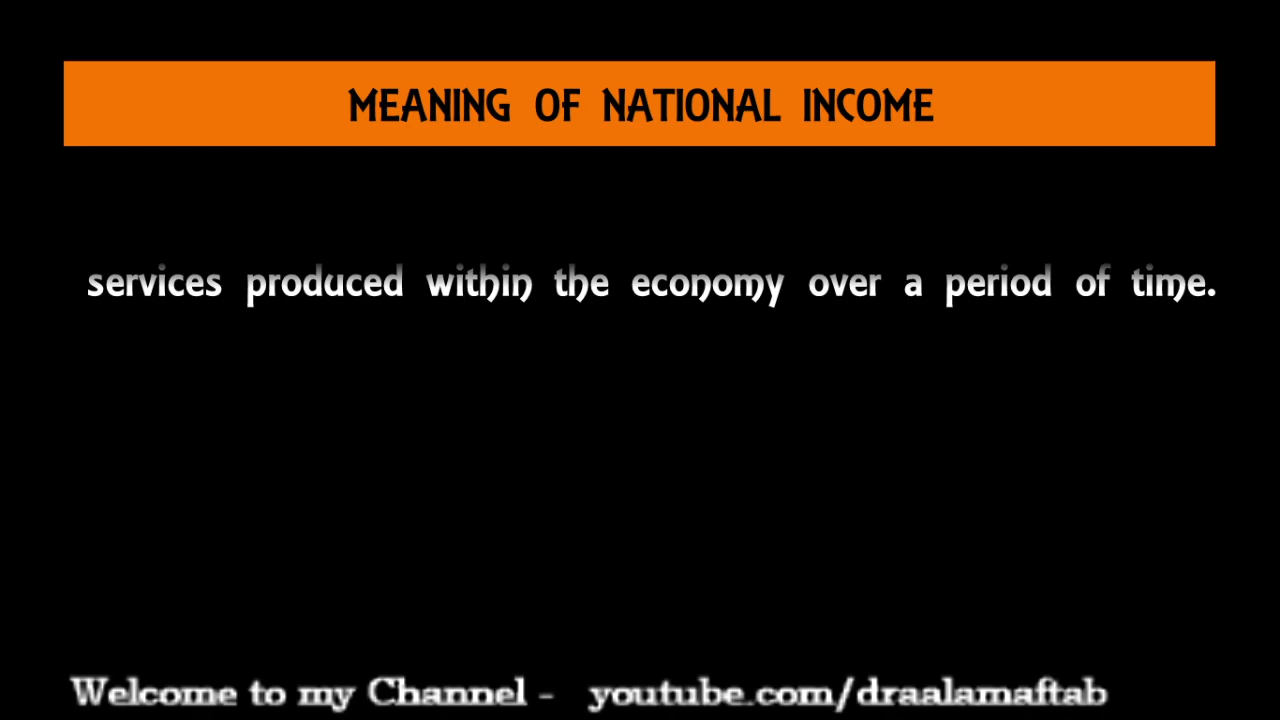 MEANING OF NATIONAL INCOME
services produced within the economy over a period of time.
Welcome to my Channel - youtube.com/draalamaftab